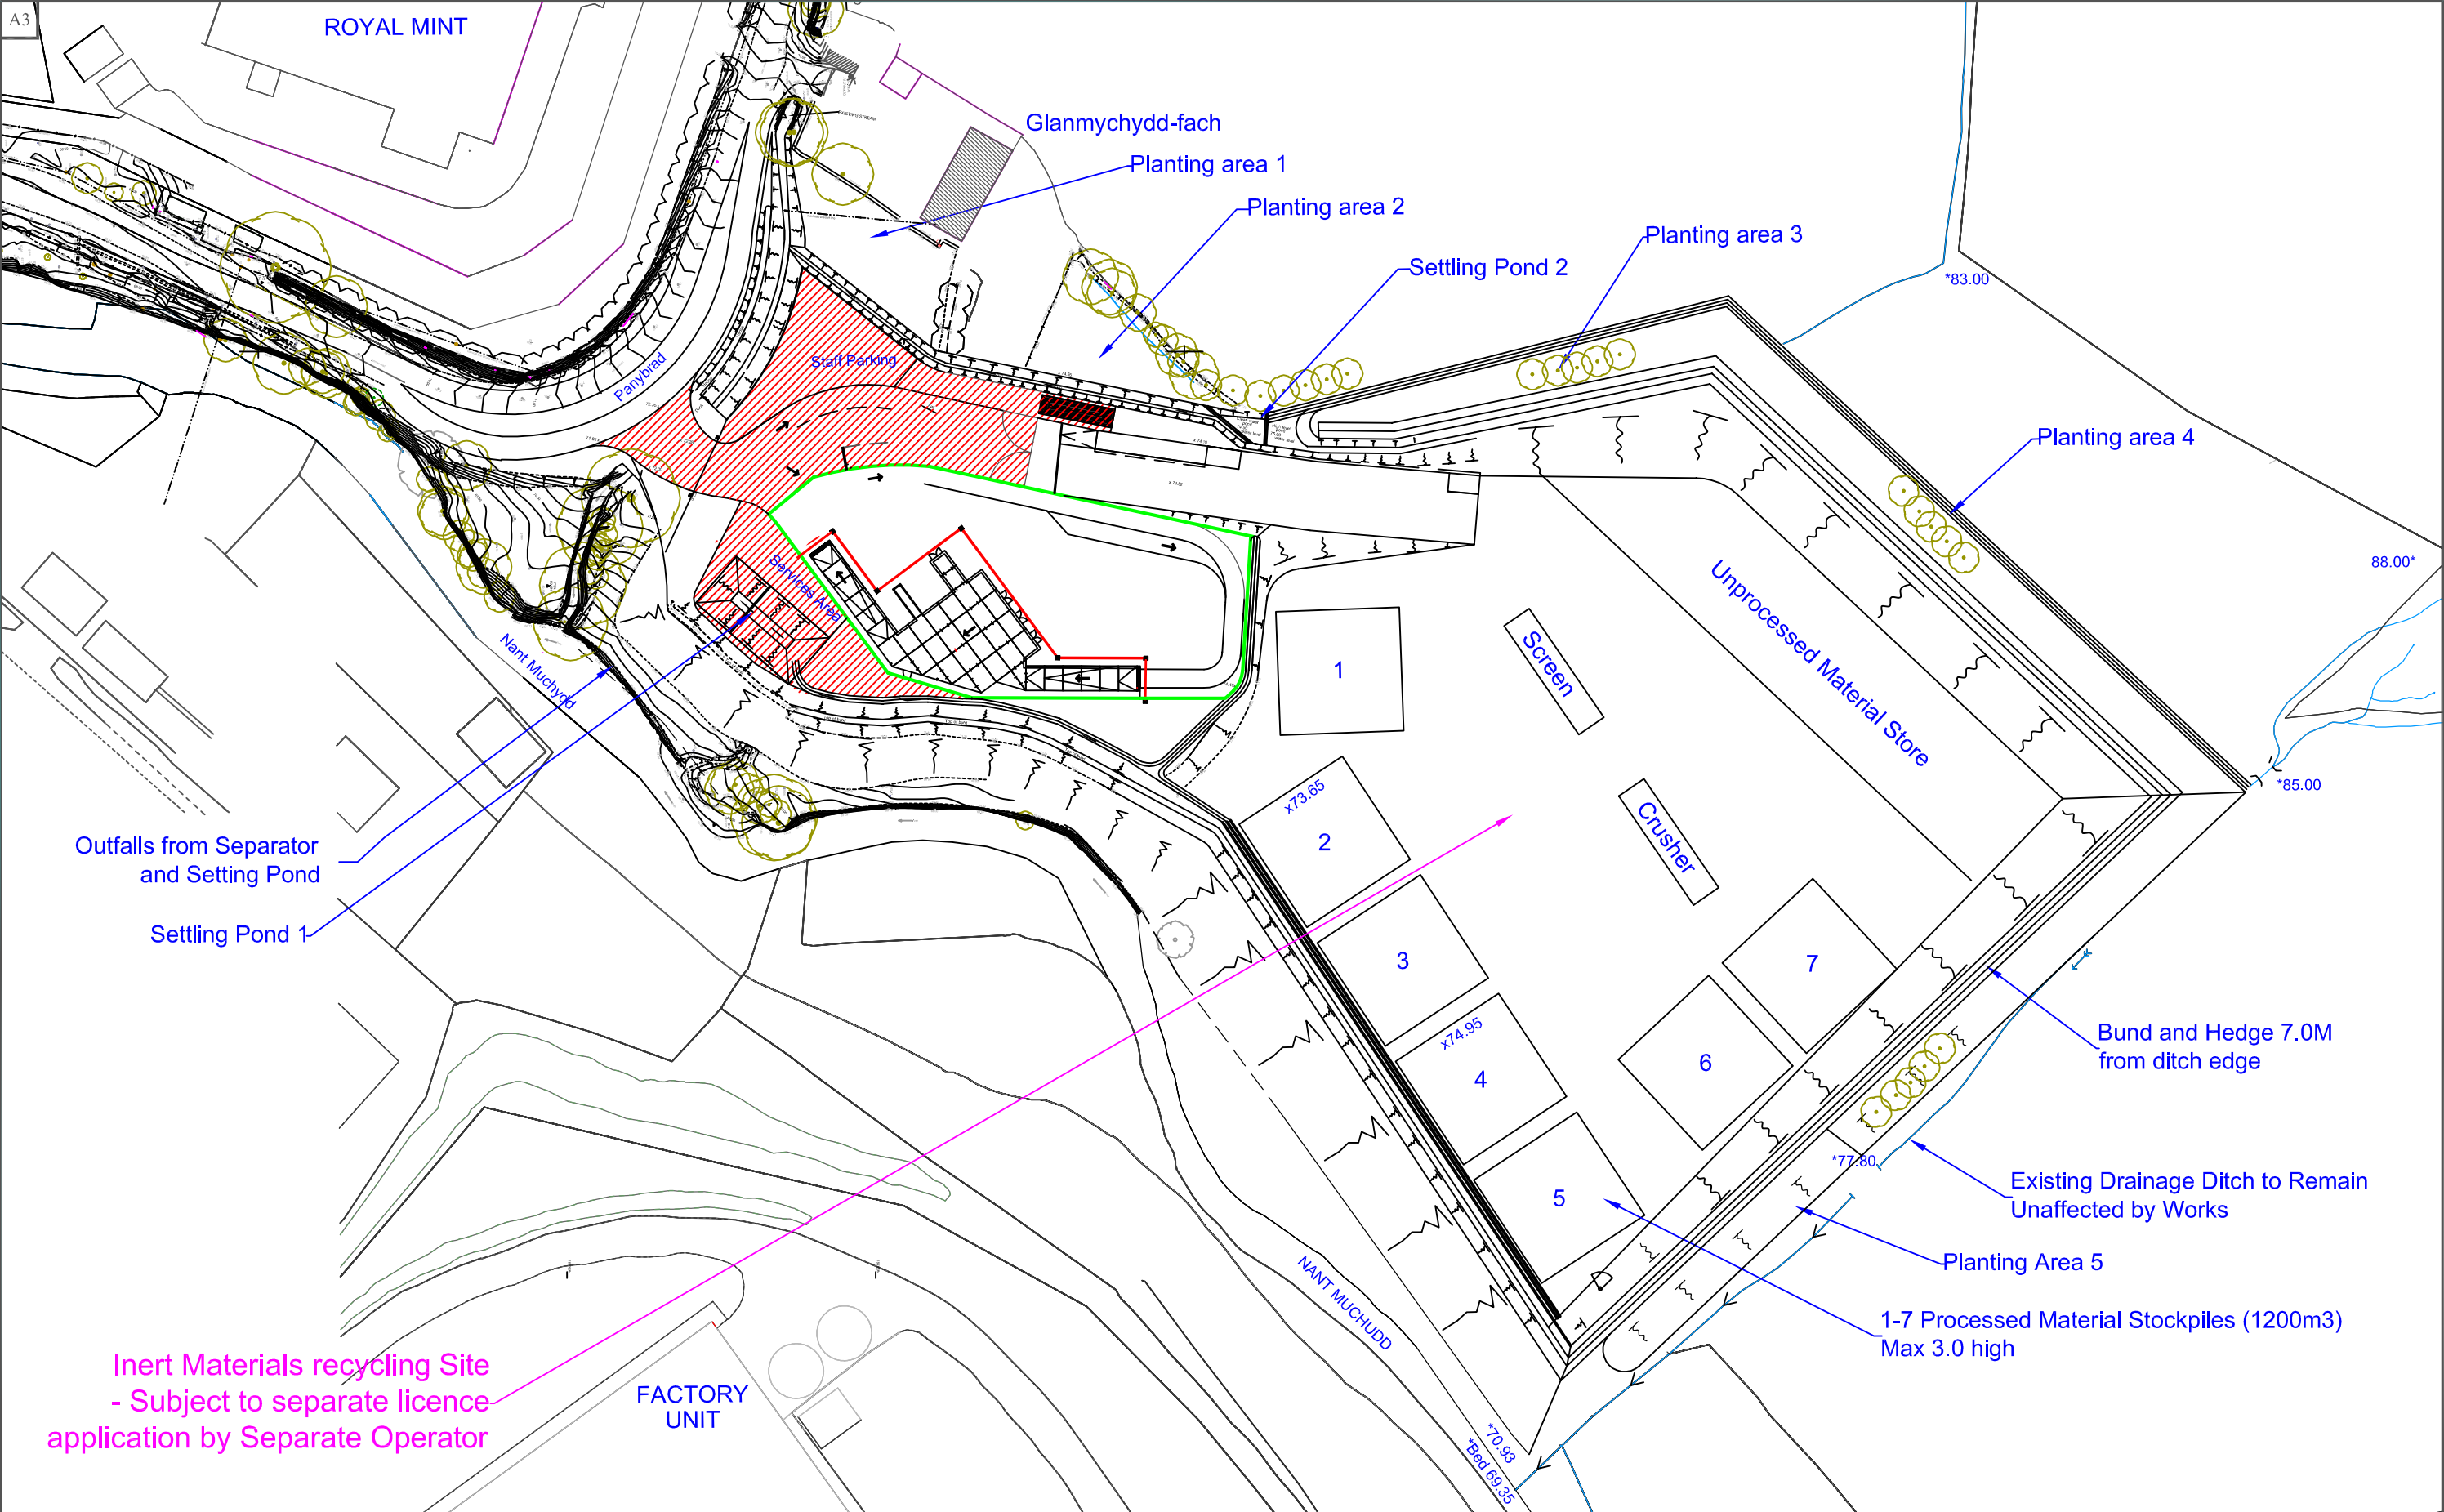 A3
ROYAL MINT
Glanmychydd-fach
Planting area 1
Planting area 2
Planting area 3
Settling Pond 2
*83.00
Staff Parking
Panybrad
Planting area 4
88.00*
Services Area
Unprocessed Material Store
Screen
1
Nant Muchydd
*85.00
x73.65
2
Crusher
Outfalls from Separator
and Setting Pond
Settling Pond 1
3
7
x74.95
4
6
Bund and Hedge 7.0M
from ditch edge
*77.80
5
Existing Drainage Ditch to Remain
Unaffected by Works
Planting Area 5
NANT MUCHUDD
1-7 Processed Material Stockpiles (1200m3)
Max 3.0 high
Inert Materials recycling Site
- Subject to separate licence
application by Separate Operator
FACTORY
UNIT
*70.93
*Bed 69.35